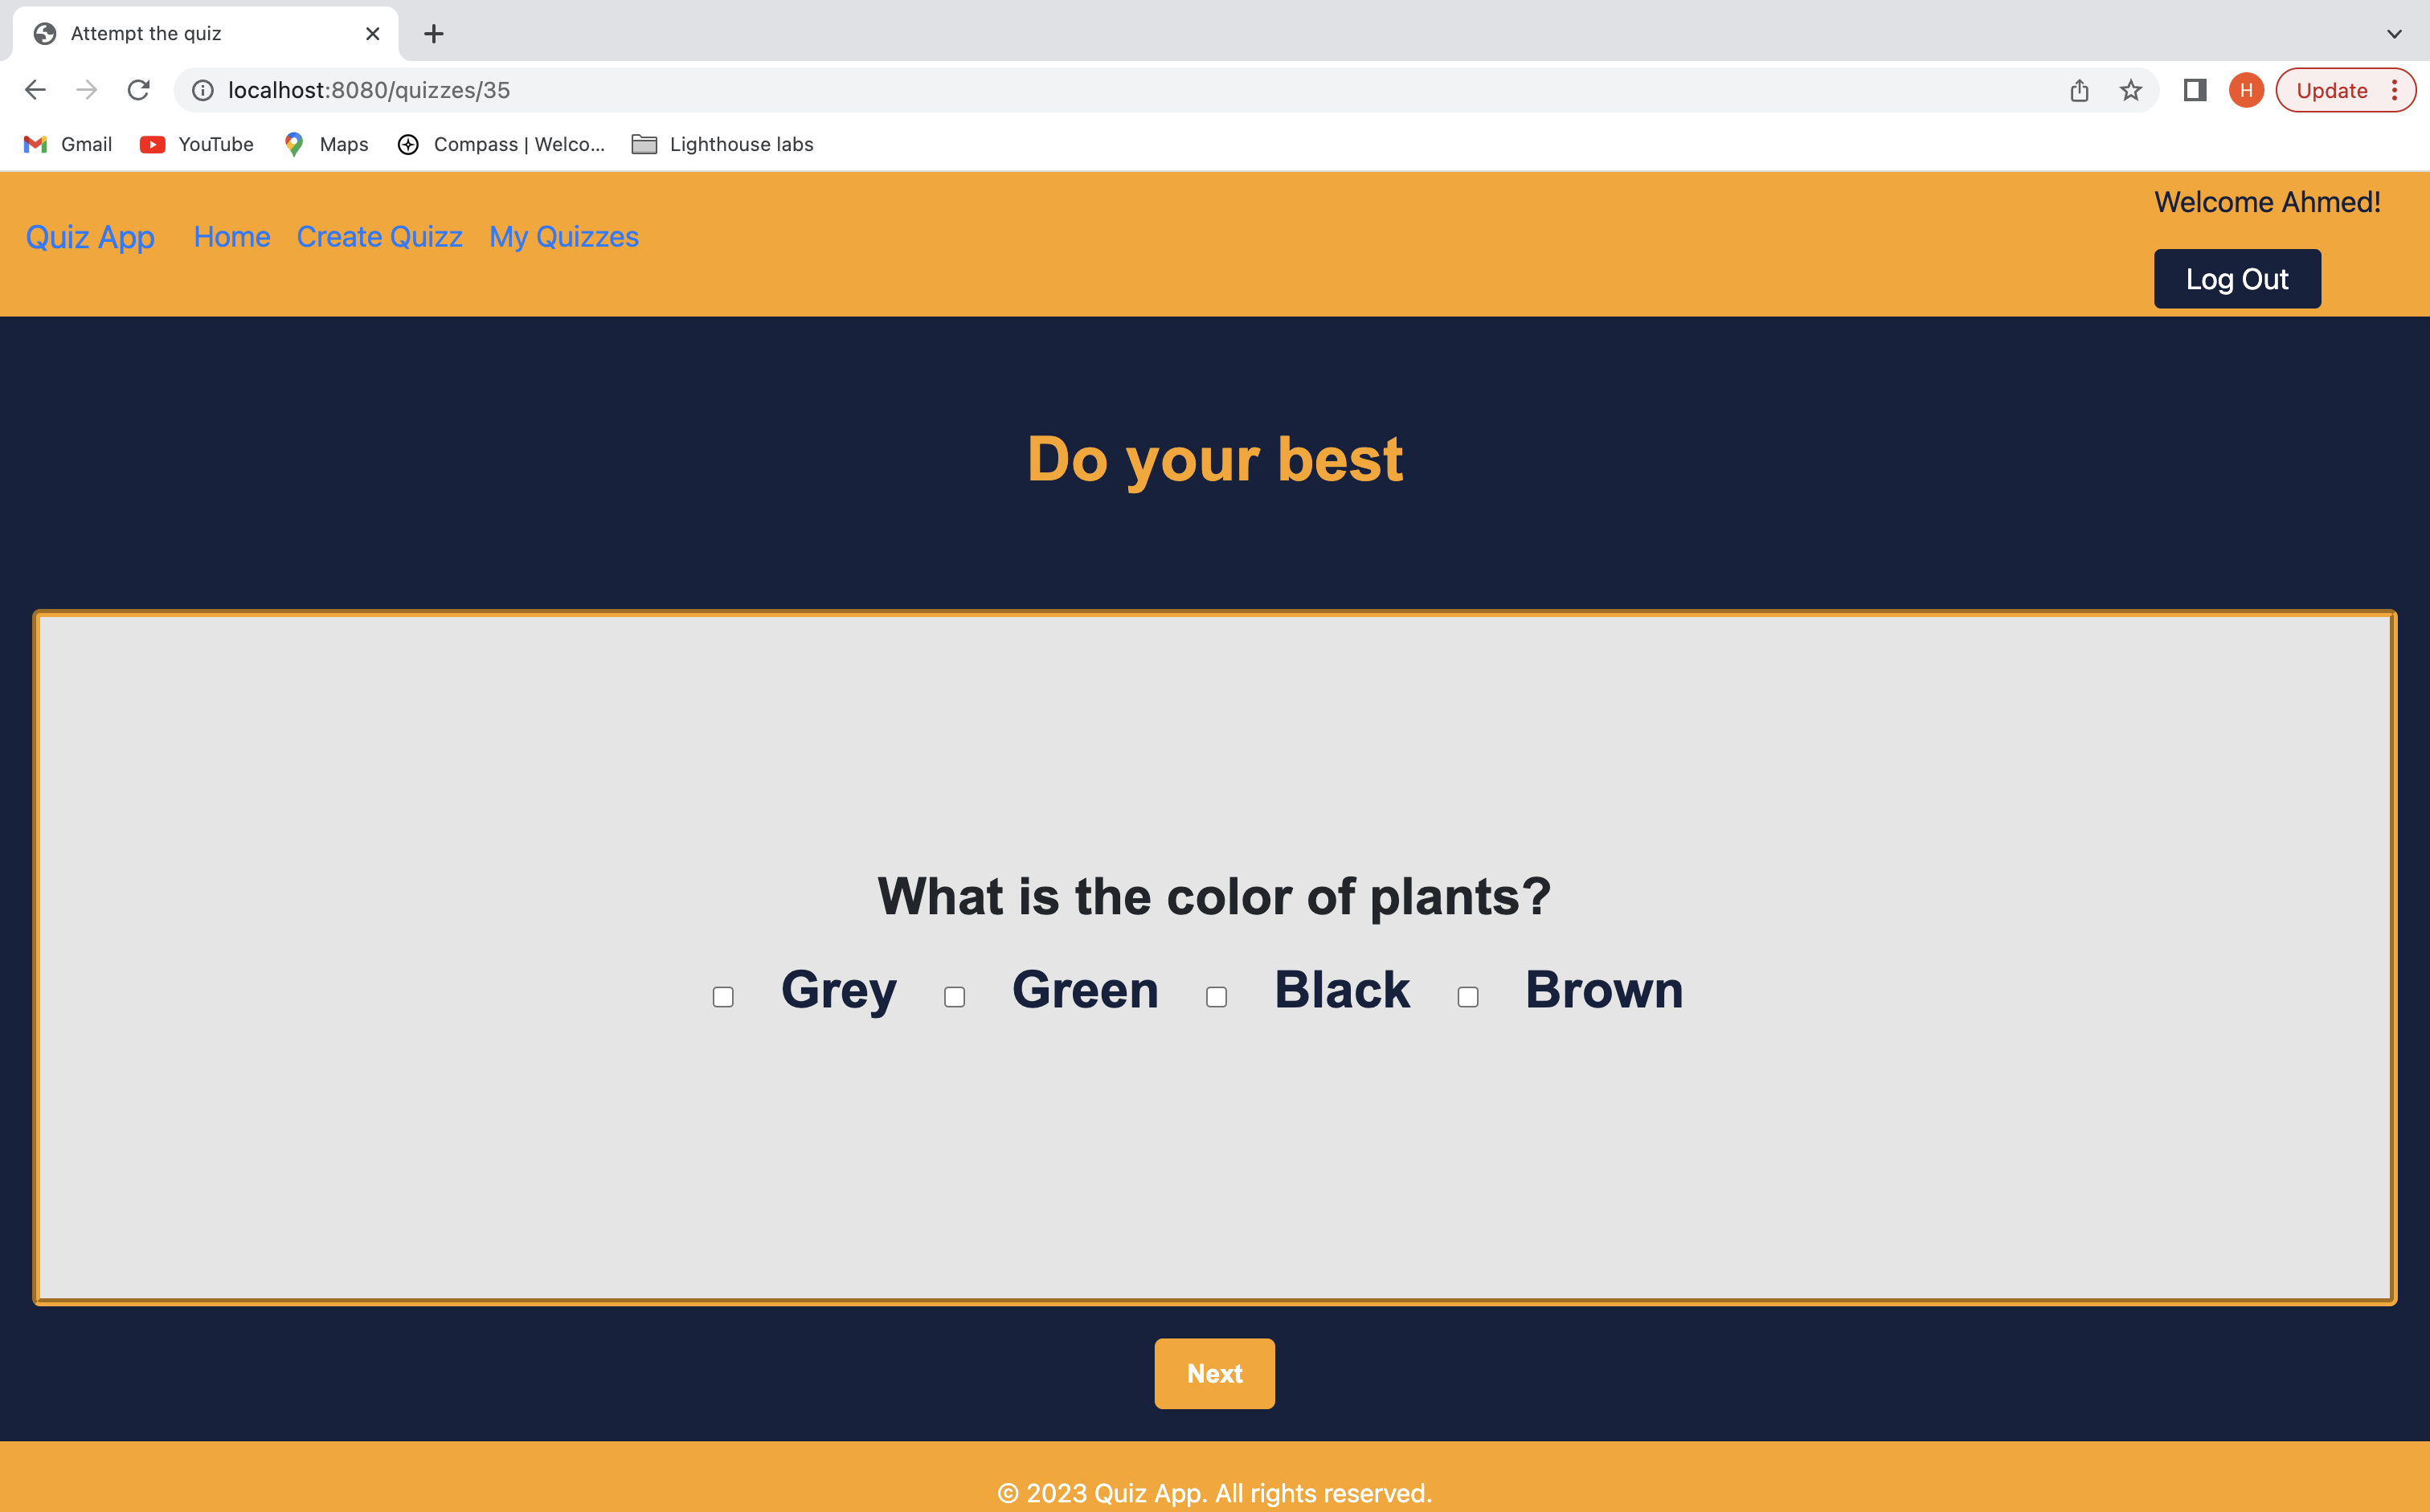 Attempt the quiz
localhost:8080/quizzes/35
H
Update
Gmail YouTube Maps Compass | Welco... Lighthouse labs
Welcome Ahmed!
Quiz App Home Create Quizz My Quizzes
Log Out
Do your best
What is the color of plants?
Grey Green Black Brown
Next
© 2023 Quiz App. All rights reserved.